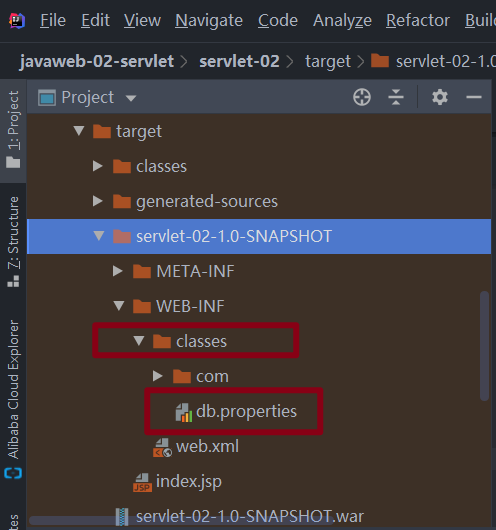 File Edit View Navigate Code Analyze Refactor
javaweb-02-servlet servlet-02 target servlet-02-1.0
Project
1: Project
target
classes
generated-sources
servlet-02-1.0-SNAPSHOT
META-INF
WEB-INF
classes
com
db.properties
web.xml
index.jsp
servlet-02-1.0-SNAPSHOT.war
Z: Structure
Alibaba Cloud Explorer
JSP